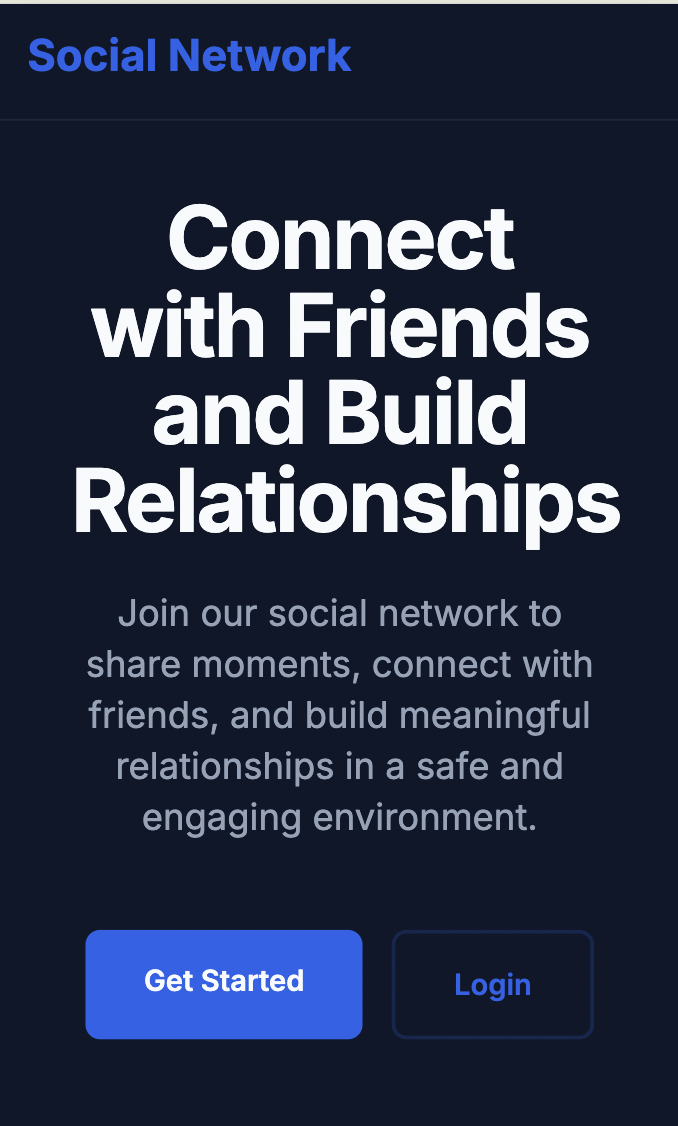 Social Network
Connect
with Friends
and Build
Relationships
Join our social network to
share moments, connect with
friends, and build meaningful
relationships in a safe and
engaging environment.
Get Started
Login